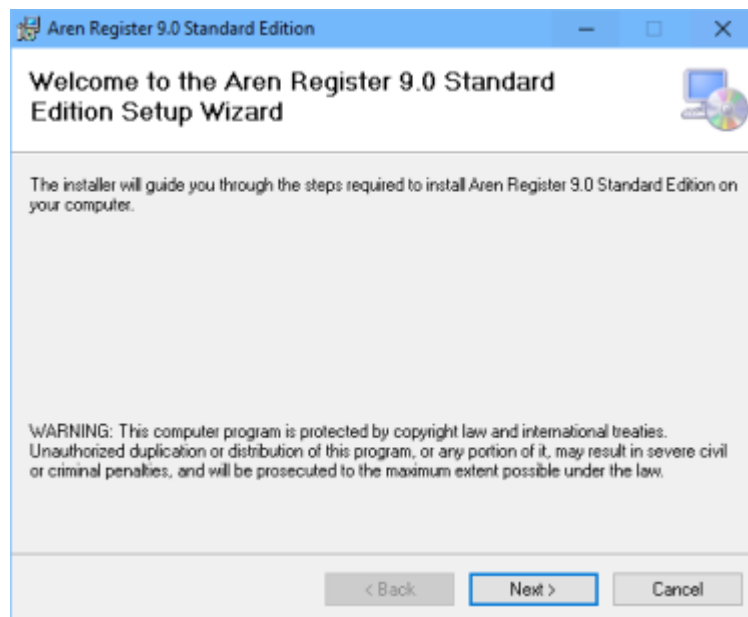 Aren Register 9.0 Standard Edition
Welcome to the Aren Register 9.0 Standard
Edition Setup Wizard
The installer will guide you through the steps required to install Aren Register 9.0 Standard Edition on
your computer.
WARNING: This computer program is protected by copyright law and international treaties.
Unauthorized duplication or distribution of this program, or any portion of it, may result in severe civil
or criminal penalties, and will be prosecuted to the maximum extent possible under the law.
< Back Next > Cancel